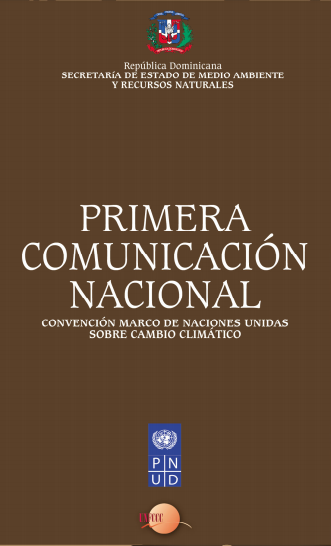 República Dominicana
SECRETARÍA DE ESTADO DE MEDIO AMBIENTE
Y RECURSOS NATURALES
PRIMERA
COMUNICACIÓN
NACIONAL
CONVENCIÓN MARCO DE NACIONES UNIDAS
SOBRE CAMBIO CLIMÁTICO
P N
U D